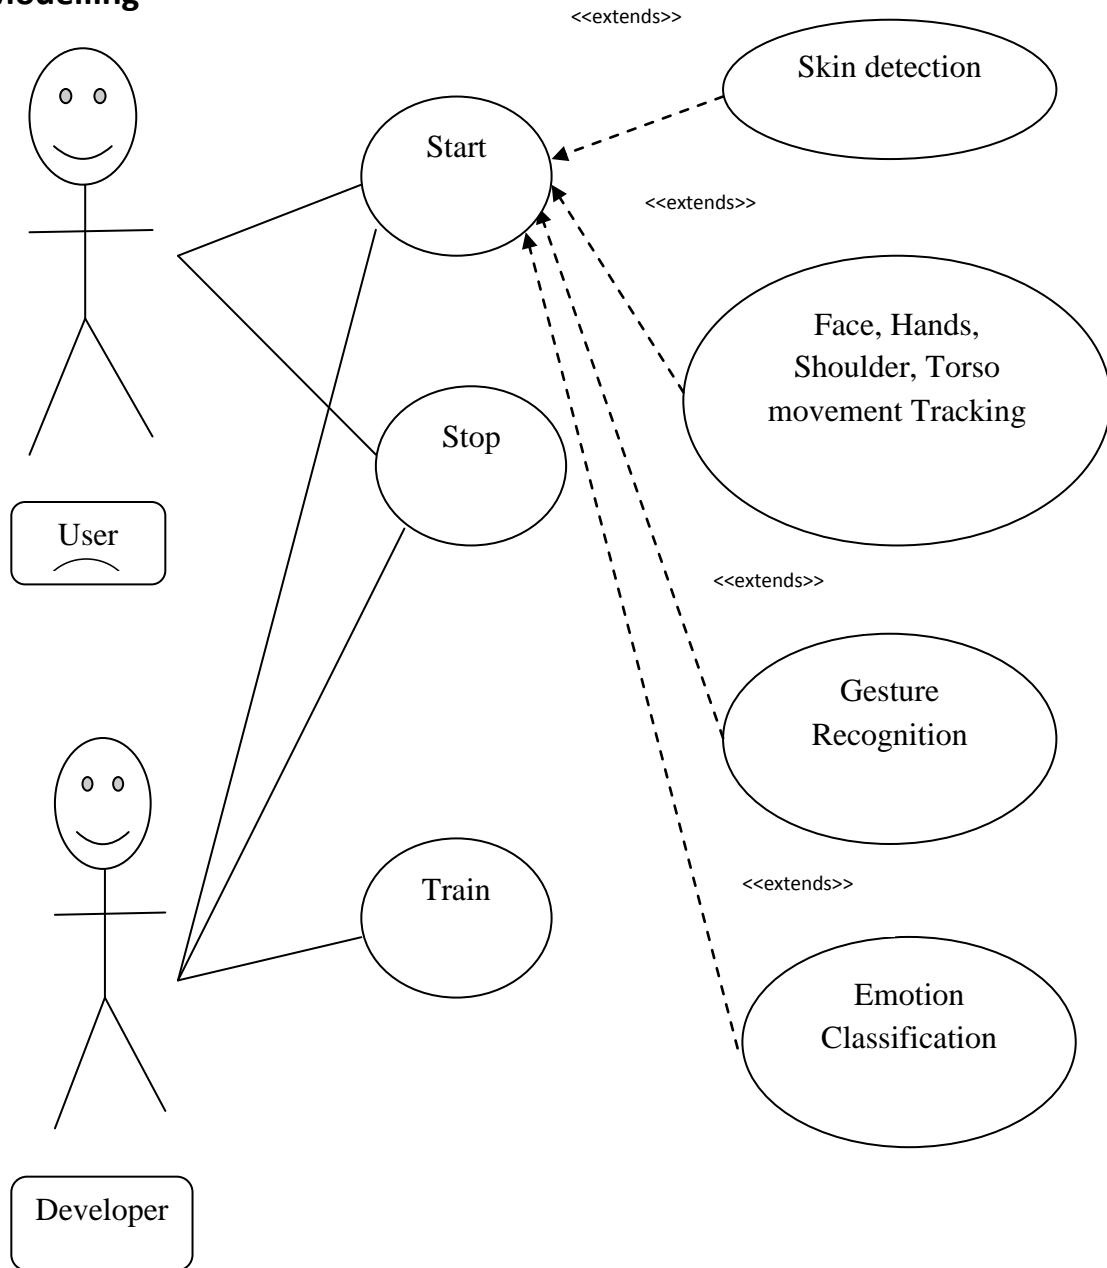 <<extends>>
Skin detection
Start
<<extends>>
Face, Hands,
Shoulder, Torso
movement Tracking
Stop
User
<<extends>>
Gesture
Recognition
Train
<<extends>>
Emotion
Classification
Developer